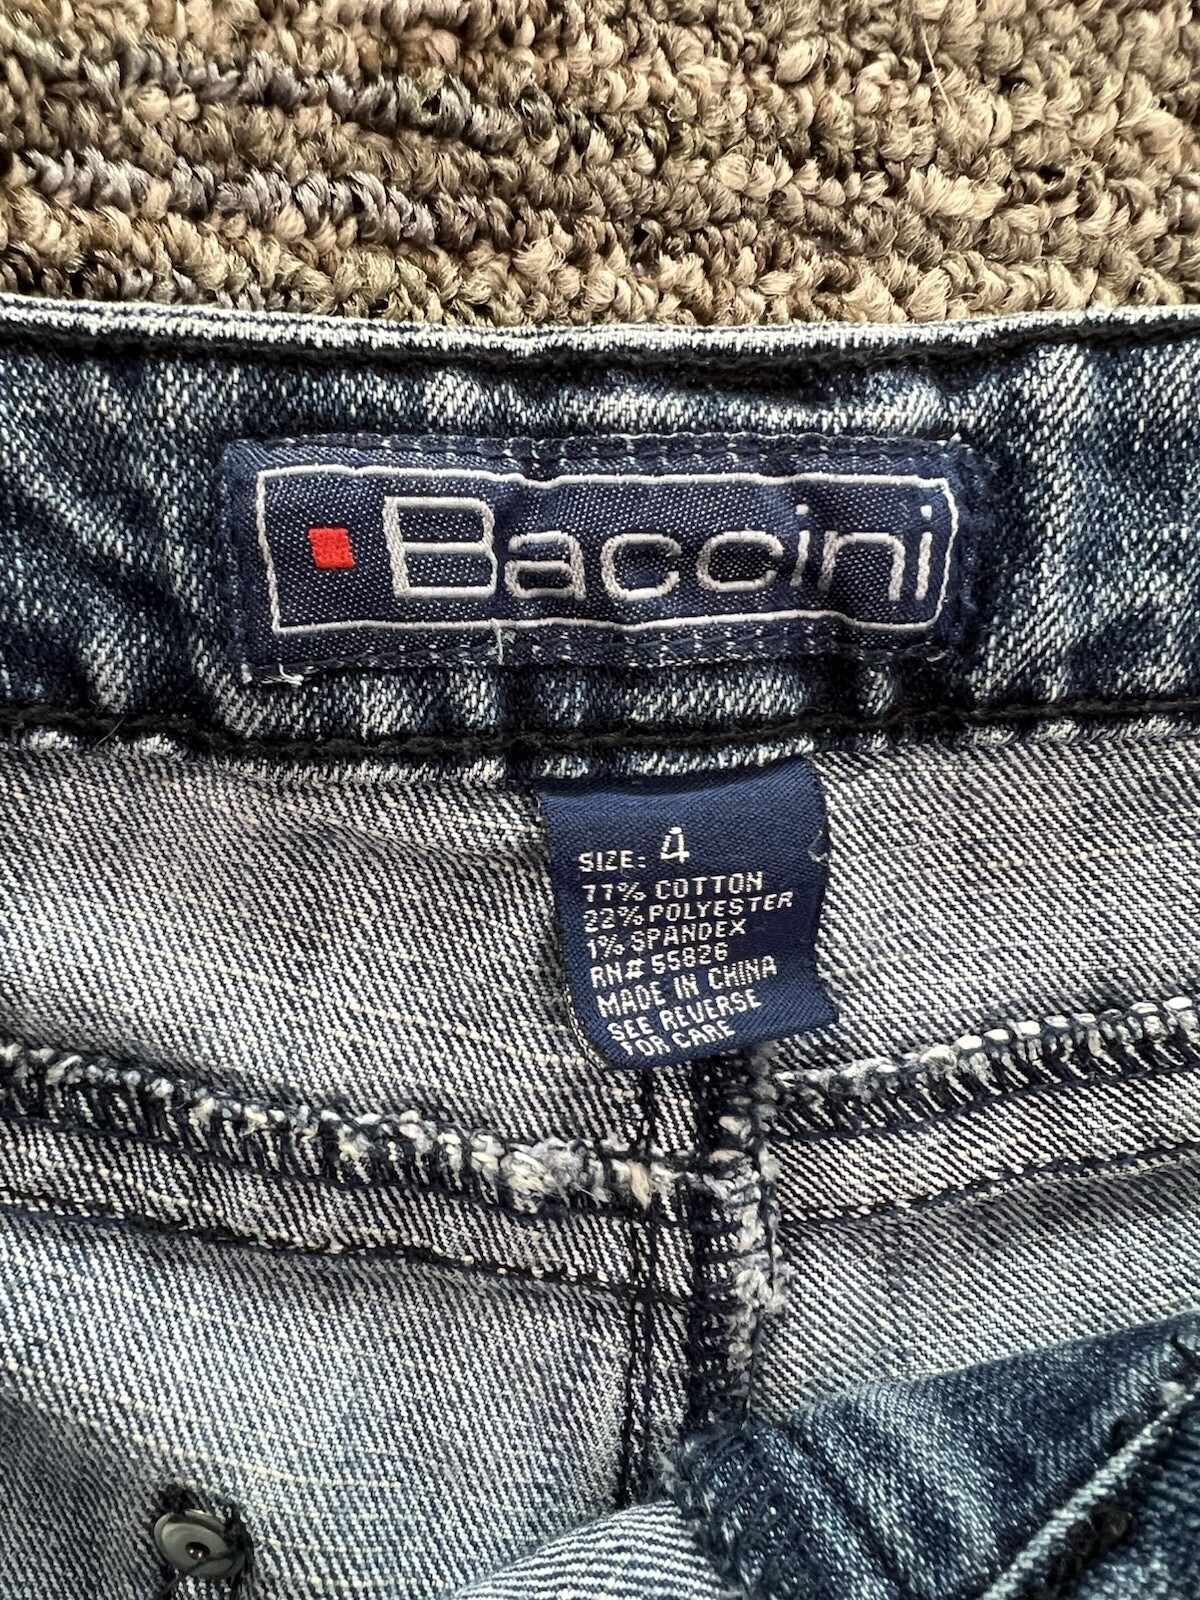 Baccini
SIZE: 4
77% COTTON
22% POLYESTER
1% SPANDEX
RN# 55826
MADE IN CHINA
SEE REVERSE
FOR CARE